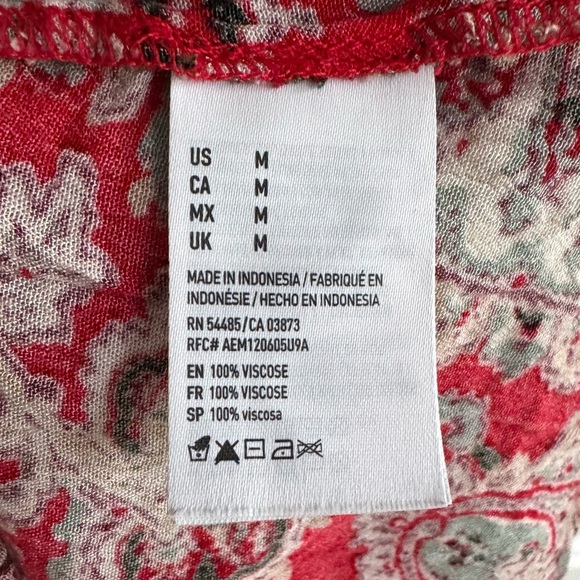 US M
CA M
MX M
UK M
MADE IN INDONESIA / FABRIQUÉ EN
INDONÉSIE / HECHO EN INDONESIA
RN 54485/CA 03873
RFC# AEM120605U9A
EN 100% VISCOSE
FR 100% VISCOSE
SP 100% viscosa